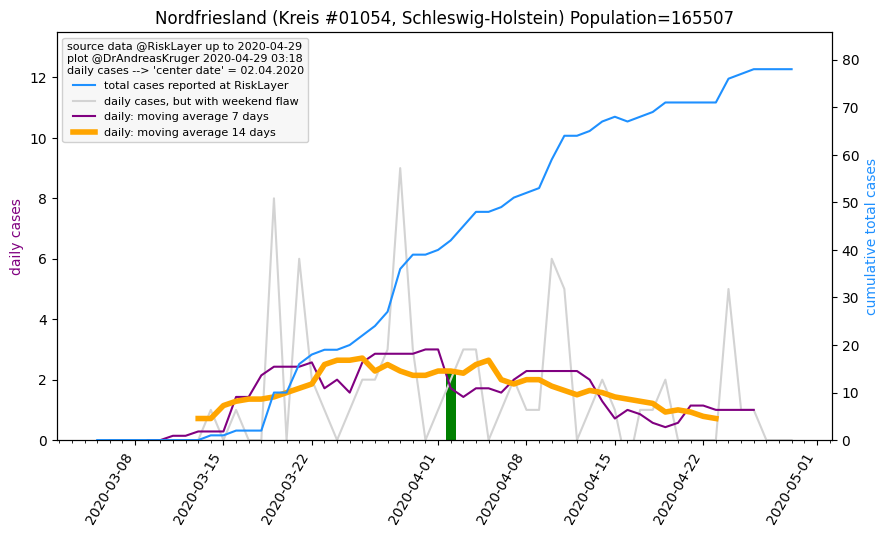 Nordfriesland (Kreis #01054, Schleswig-Holstein) Population=165507
source data @RiskLayer up to 2020-04-29
plot @DrAndreasKruger 2020-04-29 03:18
daily cases --> 'center date' = 02.04.2020
total cases reported at RiskLayer
daily cases, but with weekend flaw
daily: moving average 7 days
daily: moving average 14 days
daily cases
12
10
8
6
4
2
0
80
70
60
50
40
30
20
10
0
cumulative total cases
2020-03-08
2020-03-15
2020-03-22
2020-04-01
2020-04-08
2020-04-15
2020-04-22
2020-05-01